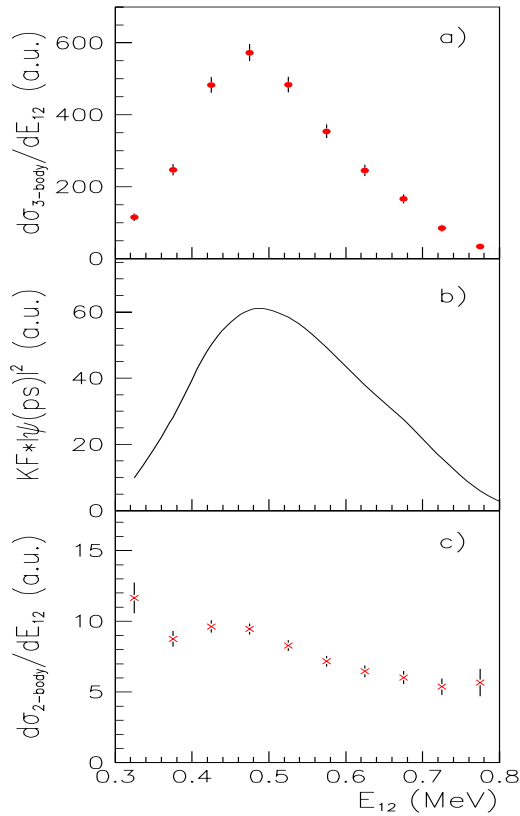 dσ3-body/dE12 (a.u.)
600
400
200
0
a)
KF*|ψ(ps)|² (a.u.)
60
40
20
0
b)
dσ2-body/dE12 (a.u.)
15
10
5
0
c)
0.3 0.4 0.5 0.6 0.7 0.8
E12 (MeV)